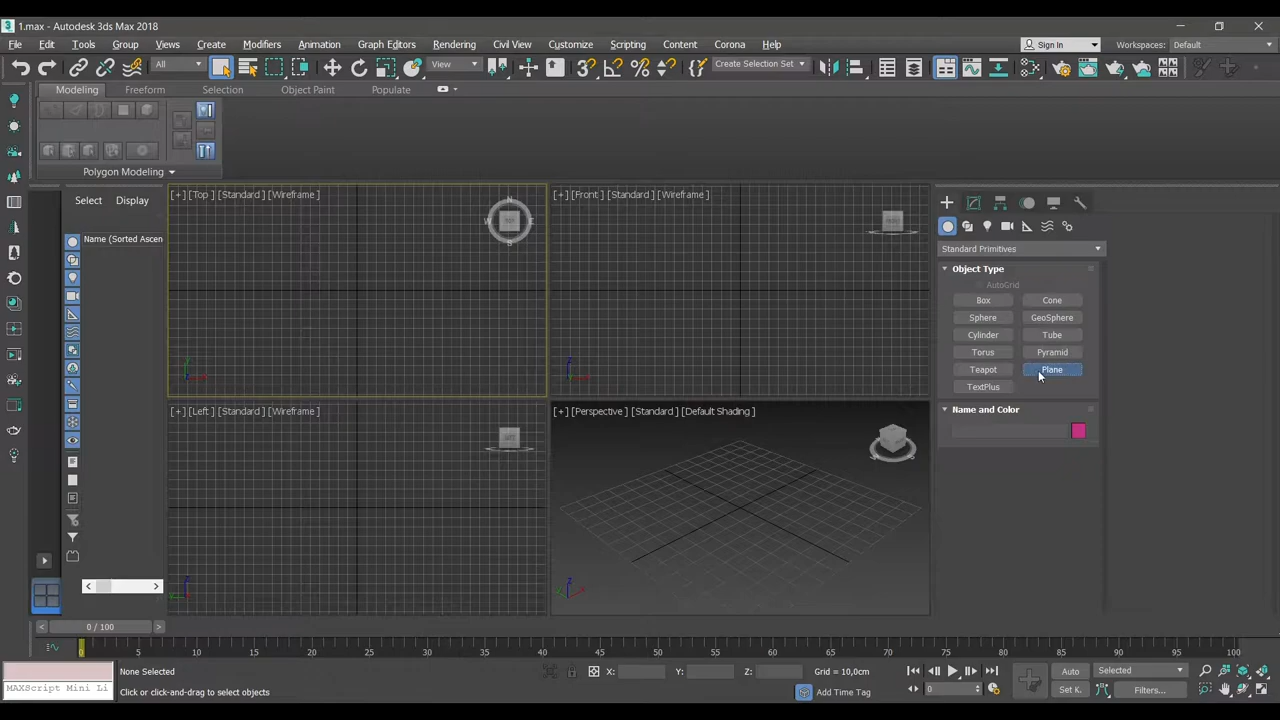 1.max - Autodesk 3ds Max 2018
File Edit Tools Group Views Create Modifiers Animation Graph Editors Rendering Civil View Customize Scripting Content Corona Help Sign In Workspaces: Default
All View Create Selection Set
Modeling Freeform Selection Object Paint Populate
Polygon Modeling
Select Display
Name (Sorted Ascen
[+] [Top ] [Standard ] [Wireframe ]
N
W E
S
[+] [Front ] [Standard ] [Wireframe ]
[+] [Left ] [Standard ] [Wireframe ]
[+] [Perspective ] [Standard ] [Default Shading ]
Standard Primitives
Object Type
AutoGrid
Box Cone
Sphere GeoSphere
Cylinder Tube
Torus Pyramid
Teapot Plane
TextPlus
Name and Color
0 / 100
0 5 10 15 20 25 30 35 40 45 50 55 60 65 70 75 80 85 90 95 100
None Selected X: Y: Z: Grid = 10,0cm Auto Selected
MAXScript Mini Li Click or click-and-drag to select objects Add Time Tag 0 Set K. Filters...